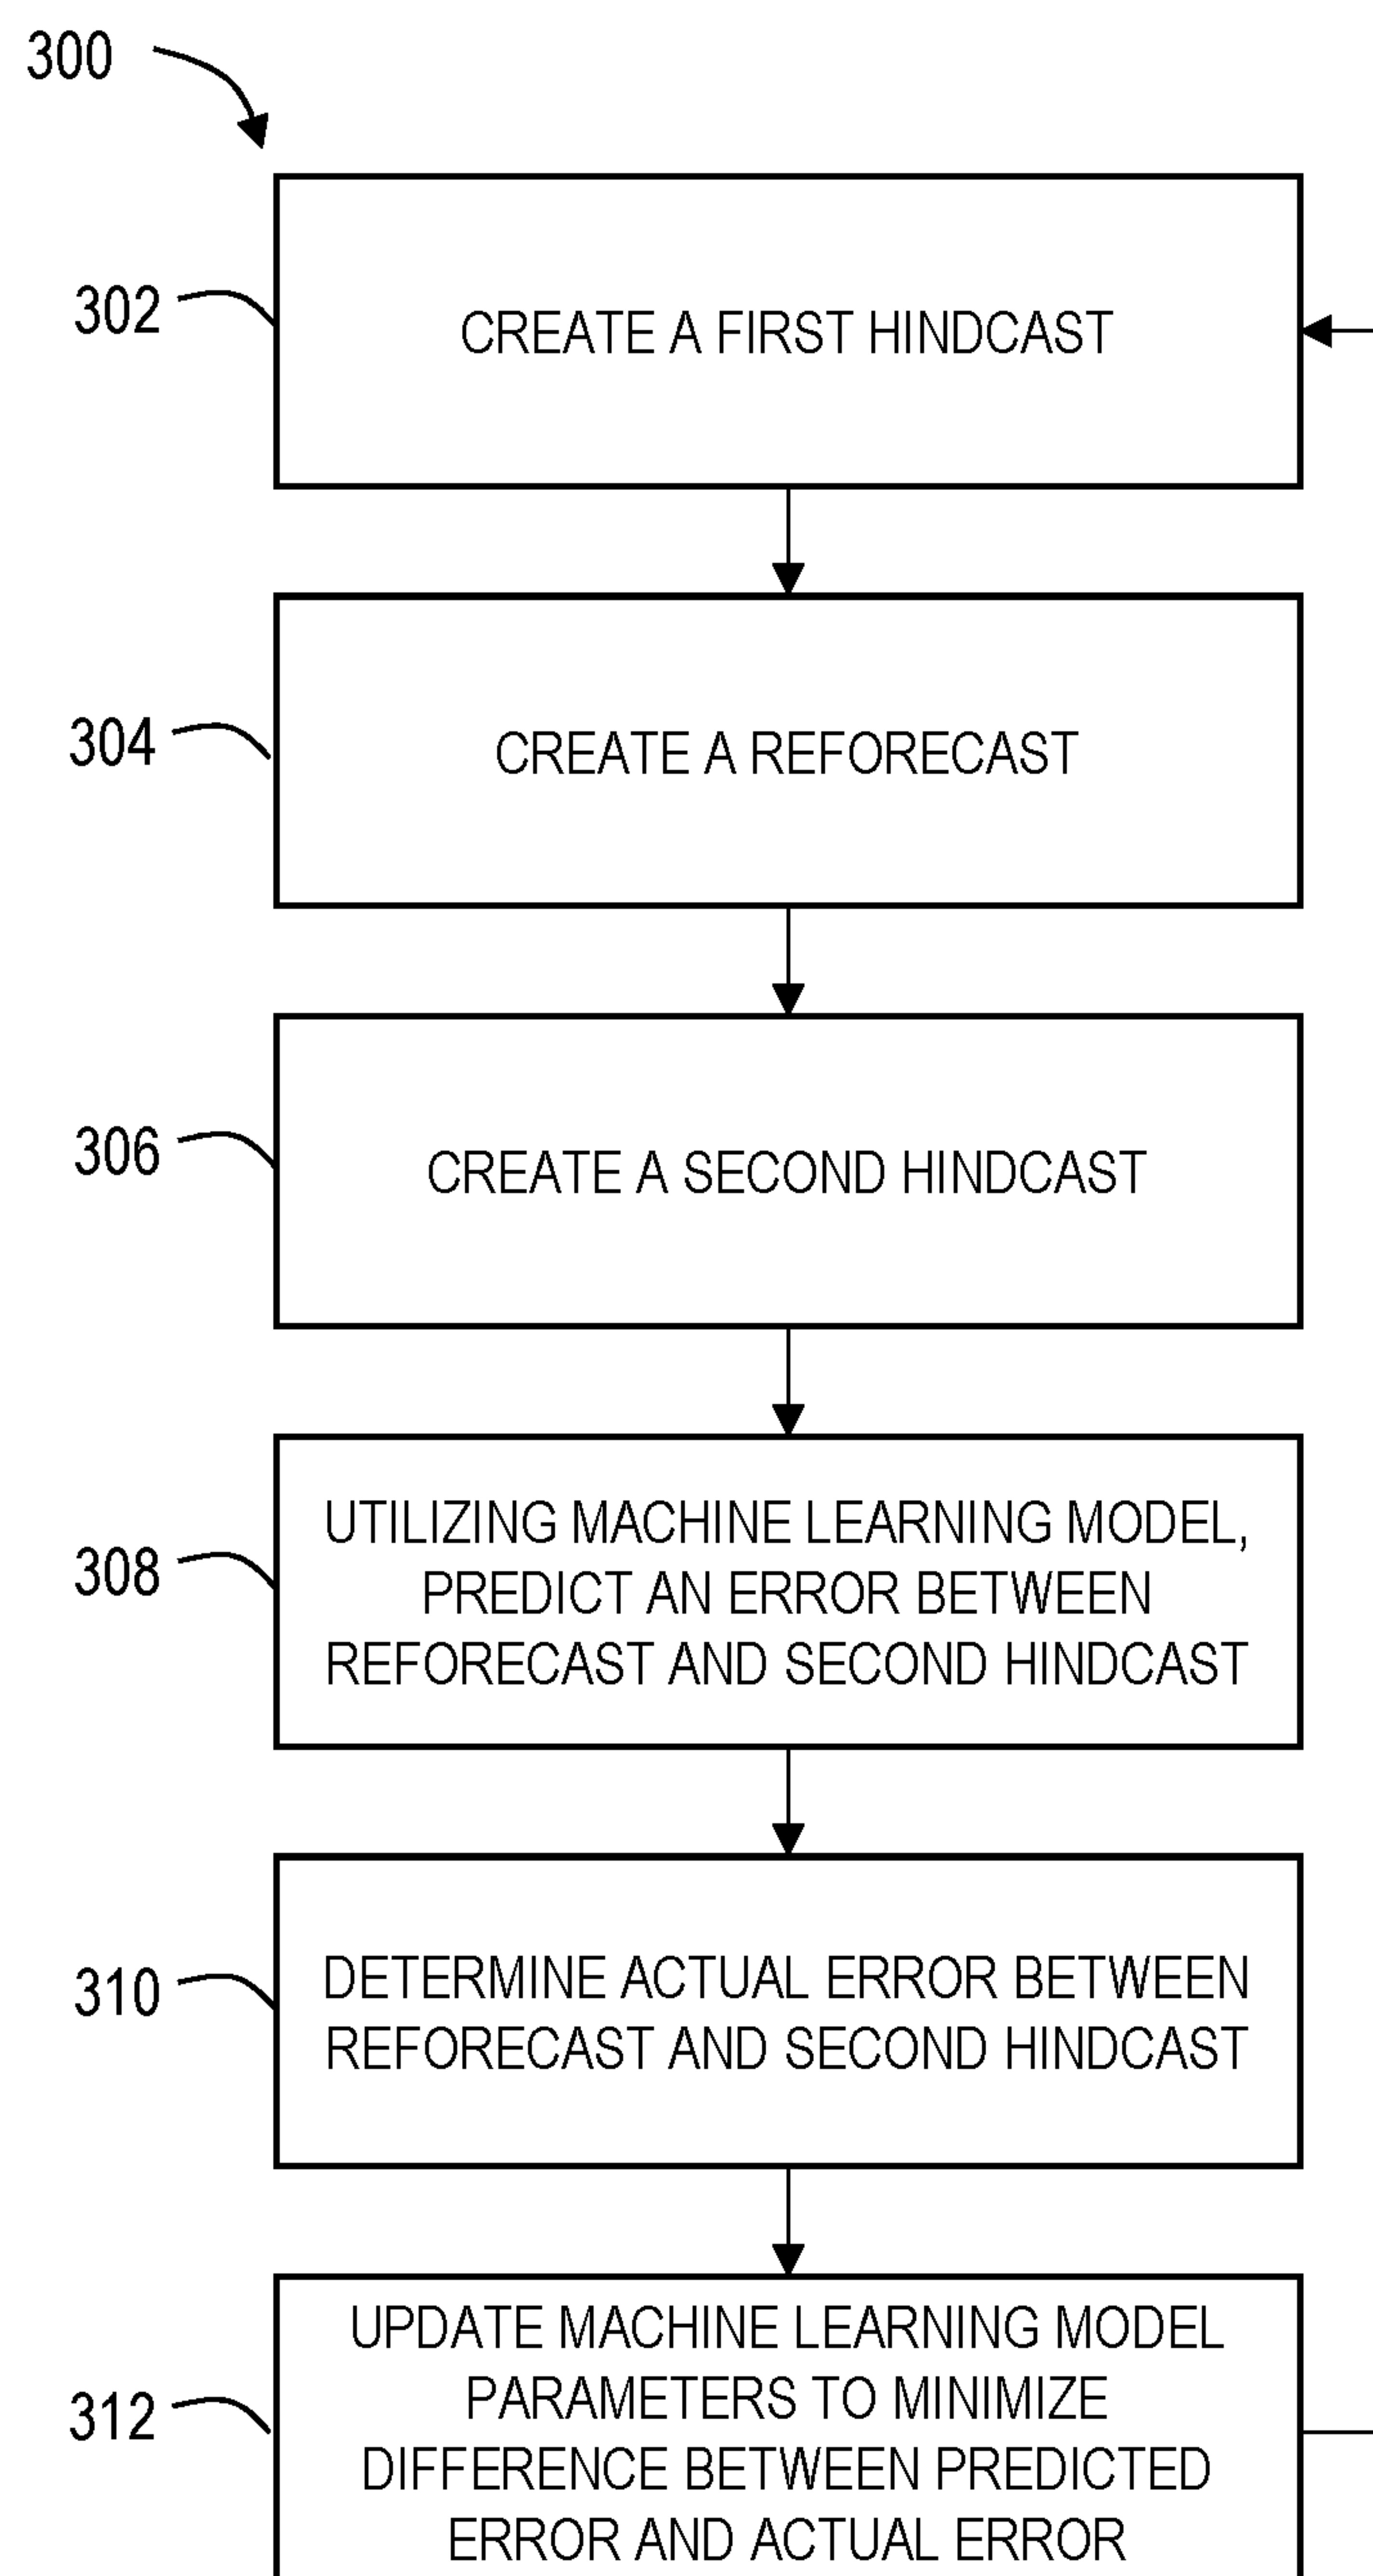 300
302
CREATE A FIRST HINDCAST
304
CREATE A REFORECAST
306
CREATE A SECOND HINDCAST
308
UTILIZING MACHINE LEARNING MODEL,
PREDICT AN ERROR BETWEEN
REFORECAST AND SECOND HINDCAST
310
DETERMINE ACTUAL ERROR BETWEEN
REFORECAST AND SECOND HINDCAST
312
UPDATE MACHINE LEARNING MODEL
PARAMETERS TO MINIMIZE
DIFFERENCE BETWEEN PREDICTED
ERROR AND ACTUAL ERROR